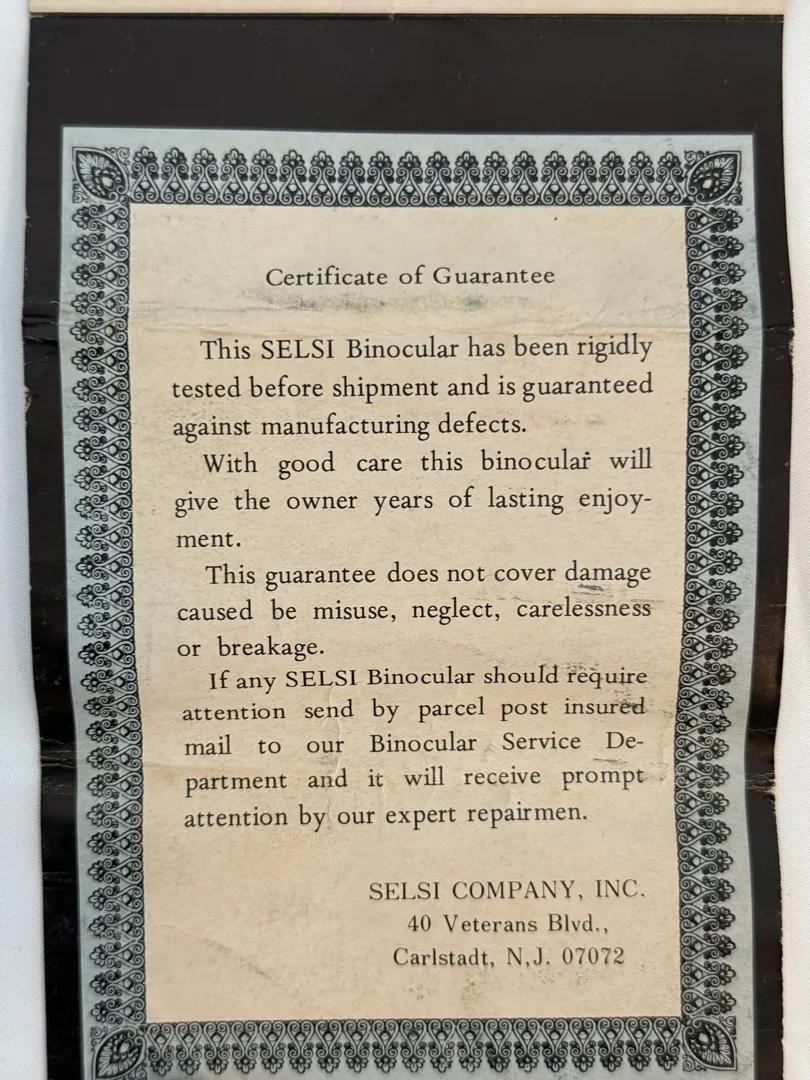 Certificate of Guarantee
This SELSI Binocular has been rigidly
tested before shipment and is guaranteed
against manufacturing defects.
With good care this binocular will
give the owner years of lasting enjoy-
ment.
This guarantee does not cover damage
caused be misuse, neglect, carelessness
or breakage.
If any SELSI Binocular should require
attention send by parcel post insured
mail to our Binocular Service De-
partment and it will receive prompt
attention by our expert repairmen.
SELSI COMPANY, INC.
40 Veterans Blvd.,
Carlstadt, N,J. 07072